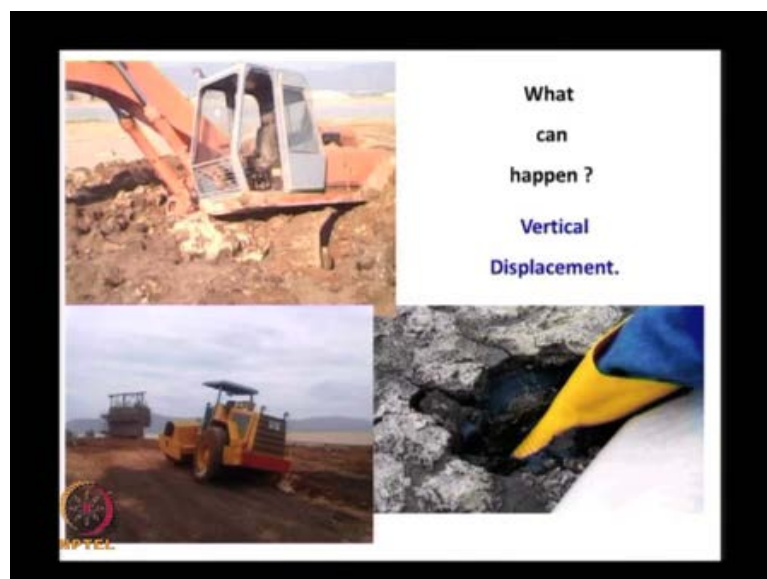 What
can
happen ?
Vertical
Displacement.
NPTEL